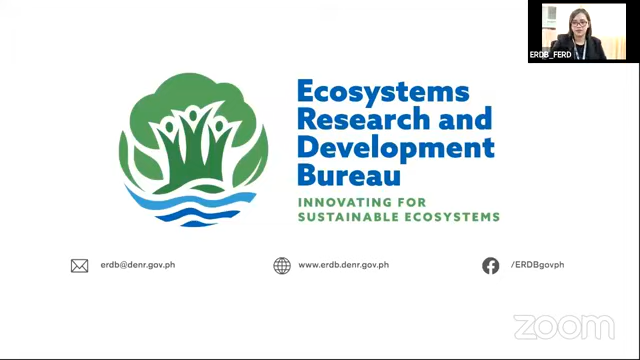 ERDB_FERD
Ecosystems
Research and
Development
Bureau
INNOVATING FOR
SUSTAINABLE ECOSYSTEMS
erdb@denr.gov.ph
www.erdb.denr.gov.ph
/ERDBgovph
zoom